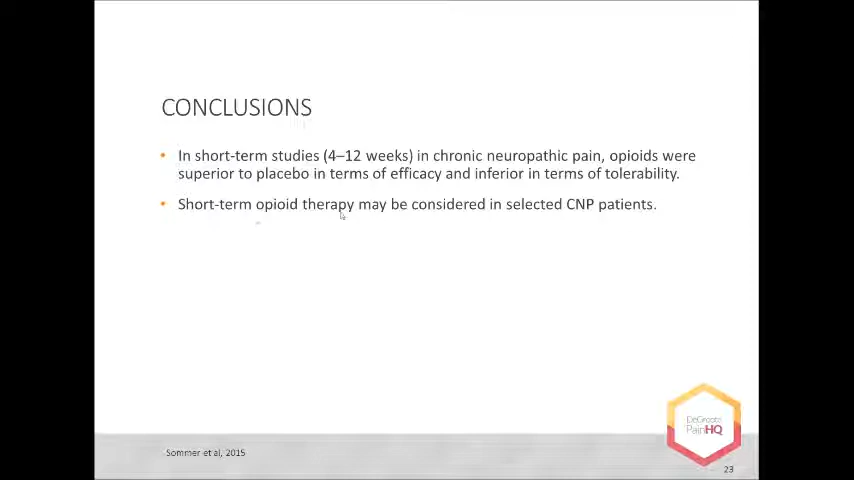 CONCLUSIONS
• In short-term studies (4–12 weeks) in chronic neuropathic pain, opioids were
superior to placebo in terms of efficacy and inferior in terms of tolerability.
• Short-term opioid therapy may be considered in selected CNP patients.
DeGroote
PainHQ
Sommer et al, 2015
23